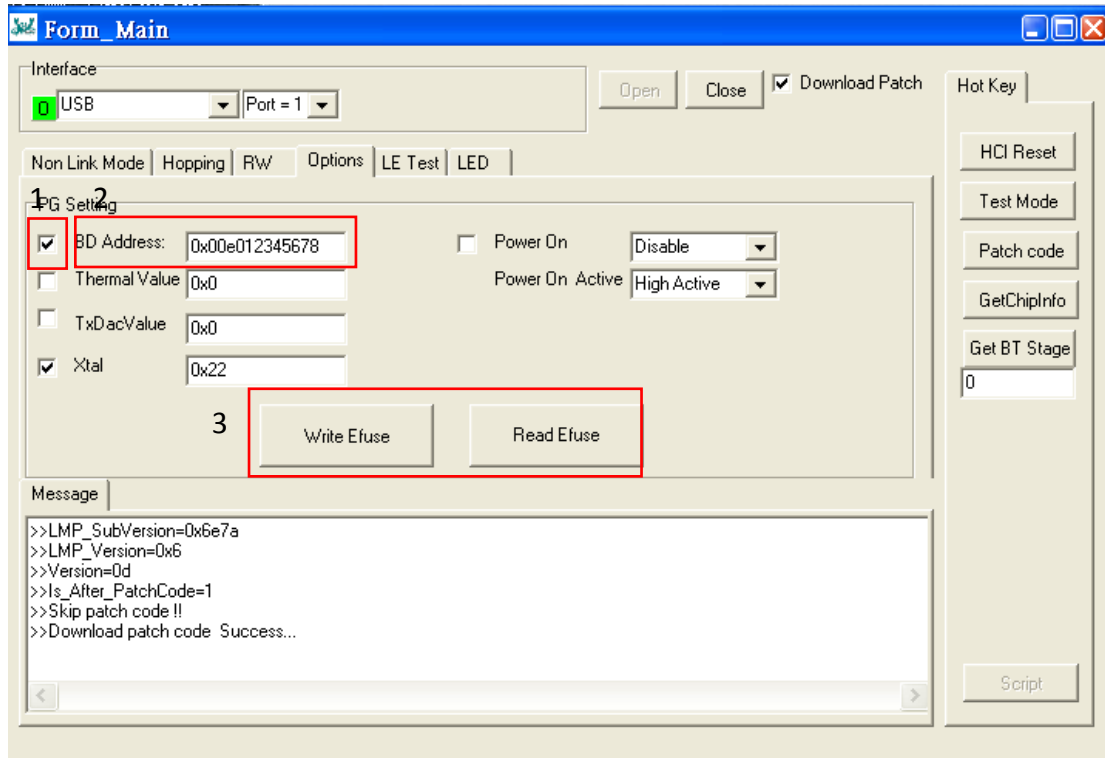 Form_Main
Interface
0 USB Port = 1
Open Close Download Patch
Hot Key
Non Link Mode Hopping RW Options LE Test LED
1 2
PG Setting
BD Address: 0x00e012345678 Power On Disable
Thermal Value 0x0 Power On Active High Active
TxDacValue 0x0
Xtal 0x22
3 Write Efuse Read Efuse
HCI Reset
Test Mode
Patch code
GetChipInfo
Get BT Stage
0
Message
>>LMP_SubVersion=0x6e7a
>>LMP_Version=0x6
>>Version=0d
>>Is_After_PatchCode=1
>>Skip patch code !!
>>Download patch code  Success...
Script